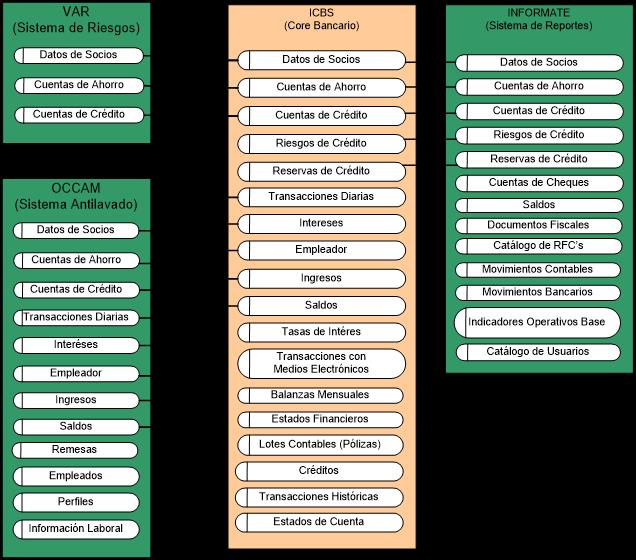 VAR
(Sistema de Riesgos)
Datos de Socios
Cuentas de Ahorro
Cuentas de Crédito
OCCAM
(Sistema Antilavado)
Datos de Socios
Cuentas de Ahorro
Cuentas de Crédito
Transacciones Diarias
Interéses
Empleador
Ingresos
Saldos
Remesas
Empleados
Perfiles
Información Laboral
ICBS
(Core Bancario)
Datos de Socios
Cuentas de Ahorro
Cuentas de Crédito
Riesgos de Crédito
Reservas de Crédito
Transacciones Diarias
Intereses
Empleador
Ingresos
Saldos
Tasas de Intéres
Transacciones con
Medios Electrónicos
Balanzas Mensuales
Estados Financieros
Lotes Contables (Pólizas)
Créditos
Transacciones Históricas
Estados de Cuenta
INFORMATE
(Sistema de Reportes)
Datos de Socios
Cuentas de Ahorro
Cuentas de Crédito
Riesgos de Crédito
Reservas de Crédito
Cuentas de Cheques
Saldos
Documentos Fiscales
Catálogo de RFC's
Movimientos Contables
Movimientos Bancarios
Indicadores Operativos Base
Catálogo de Usuarios